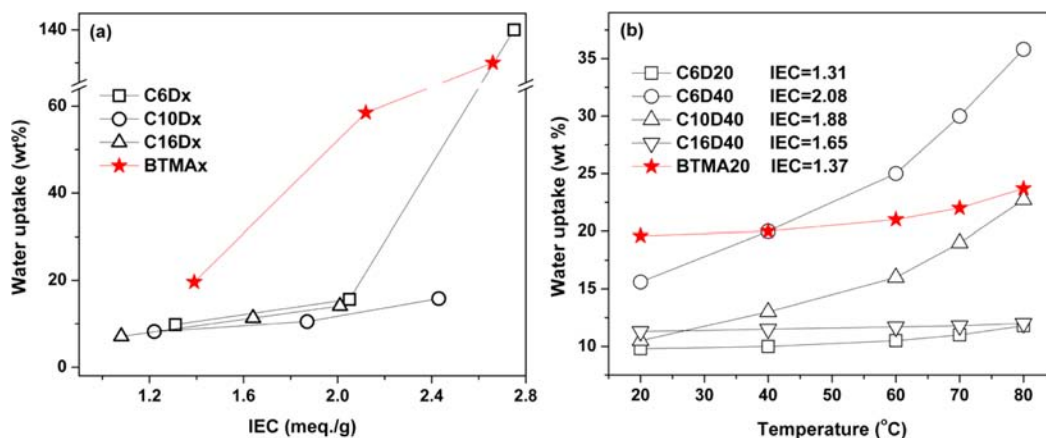 (a)
140
60
40
20
0
Water uptake (wt%)
C6Dx
C10Dx
C16Dx
BTMAx
1.2 1.6 2.0 2.4 2.8
IEC (meq./g)
(b)
35
30
25
20
15
10
Water uptake (wt %)
C6D20 IEC=1.31
C6D40 IEC=2.08
C10D40 IEC=1.88
C16D40 IEC=1.65
BTMA20 IEC=1.37
20 30 40 50 60 70 80
Temperature (°C)